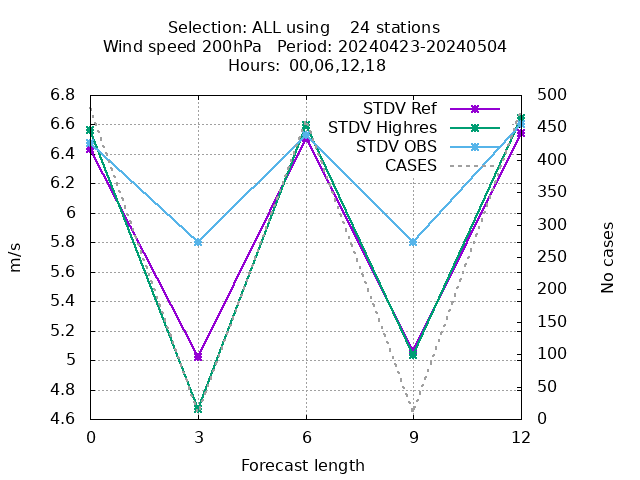 Selection: ALL using    24 stations
Wind speed 200hPa   Period: 20240423-20240504
Hours: 00,06,12,18
6.8
6.6
6.4
6.2
6
5.8
5.6
5.4
5.2
5
4.8
4.6
m/s
STDV Ref
STDV Highres
STDV OBS
CASES
500
450
400
350
300
250
200
150
100
50
0
No cases
0 3 6 9 12
Forecast length